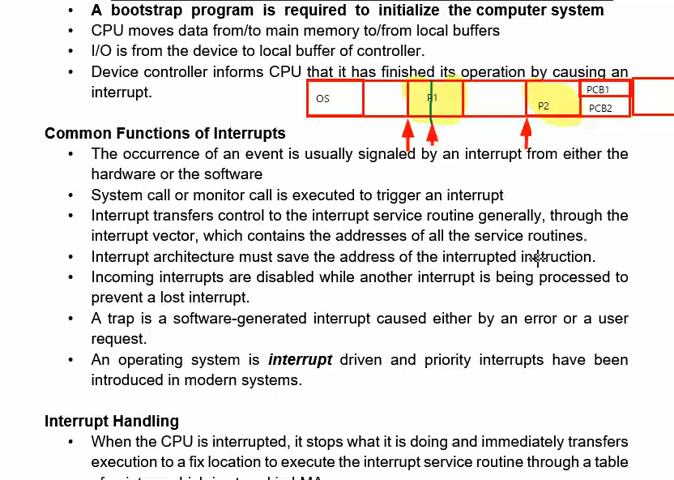 • A bootstrap program is required to initialize the computer system
• CPU moves data from/to main memory to/from local buffers
• I/O is from the device to local buffer of controller.
• Device controller informs CPU that it has finished its operation by causing an
interrupt.
OS
P1
P2
PCB1
PCB2
Common Functions of Interrupts
• The occurrence of an event is usually signaled by an interrupt from either the
hardware or the software
• System call or monitor call is executed to trigger an interrupt
• Interrupt transfers control to the interrupt service routine generally, through the
interrupt vector, which contains the addresses of all the service routines.
• Interrupt architecture must save the address of the interrupted instruction.
• Incoming interrupts are disabled while another interrupt is being processed to
prevent a lost interrupt.
• A trap is a software-generated interrupt caused either by an error or a user
request.
• An operating system is interrupt driven and priority interrupts have been
introduced in modern systems.
Interrupt Handling
• When the CPU is interrupted, it stops what it is doing and immediately transfers
execution to a fix location to execute the interrupt service routine through a table